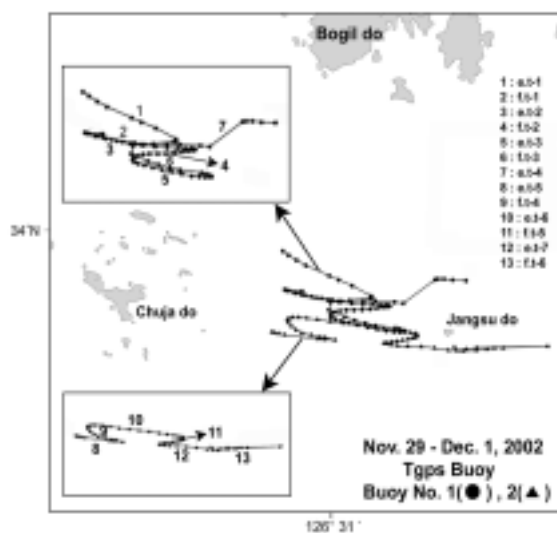 Bogil do
1 : e.t-1
2 : f.t-1
3 : e.t-2
4 : f.t-2
5 : e.t-3
6 : f.t-3
7 : e.t-4
8 : e.t-5
9 : f.t-4
10 : e.t-6
11 : f.t-5
12 : e.t-7
13 : f.t-6
1
2
7
3
4
5
34°N
Chuja do
Jangsu do
10
11
8
12
13
Nov. 29 - Dec. 1, 2002
Tgps Buoy
Buoy No. 1(●) , 2(▲)
126° 31´